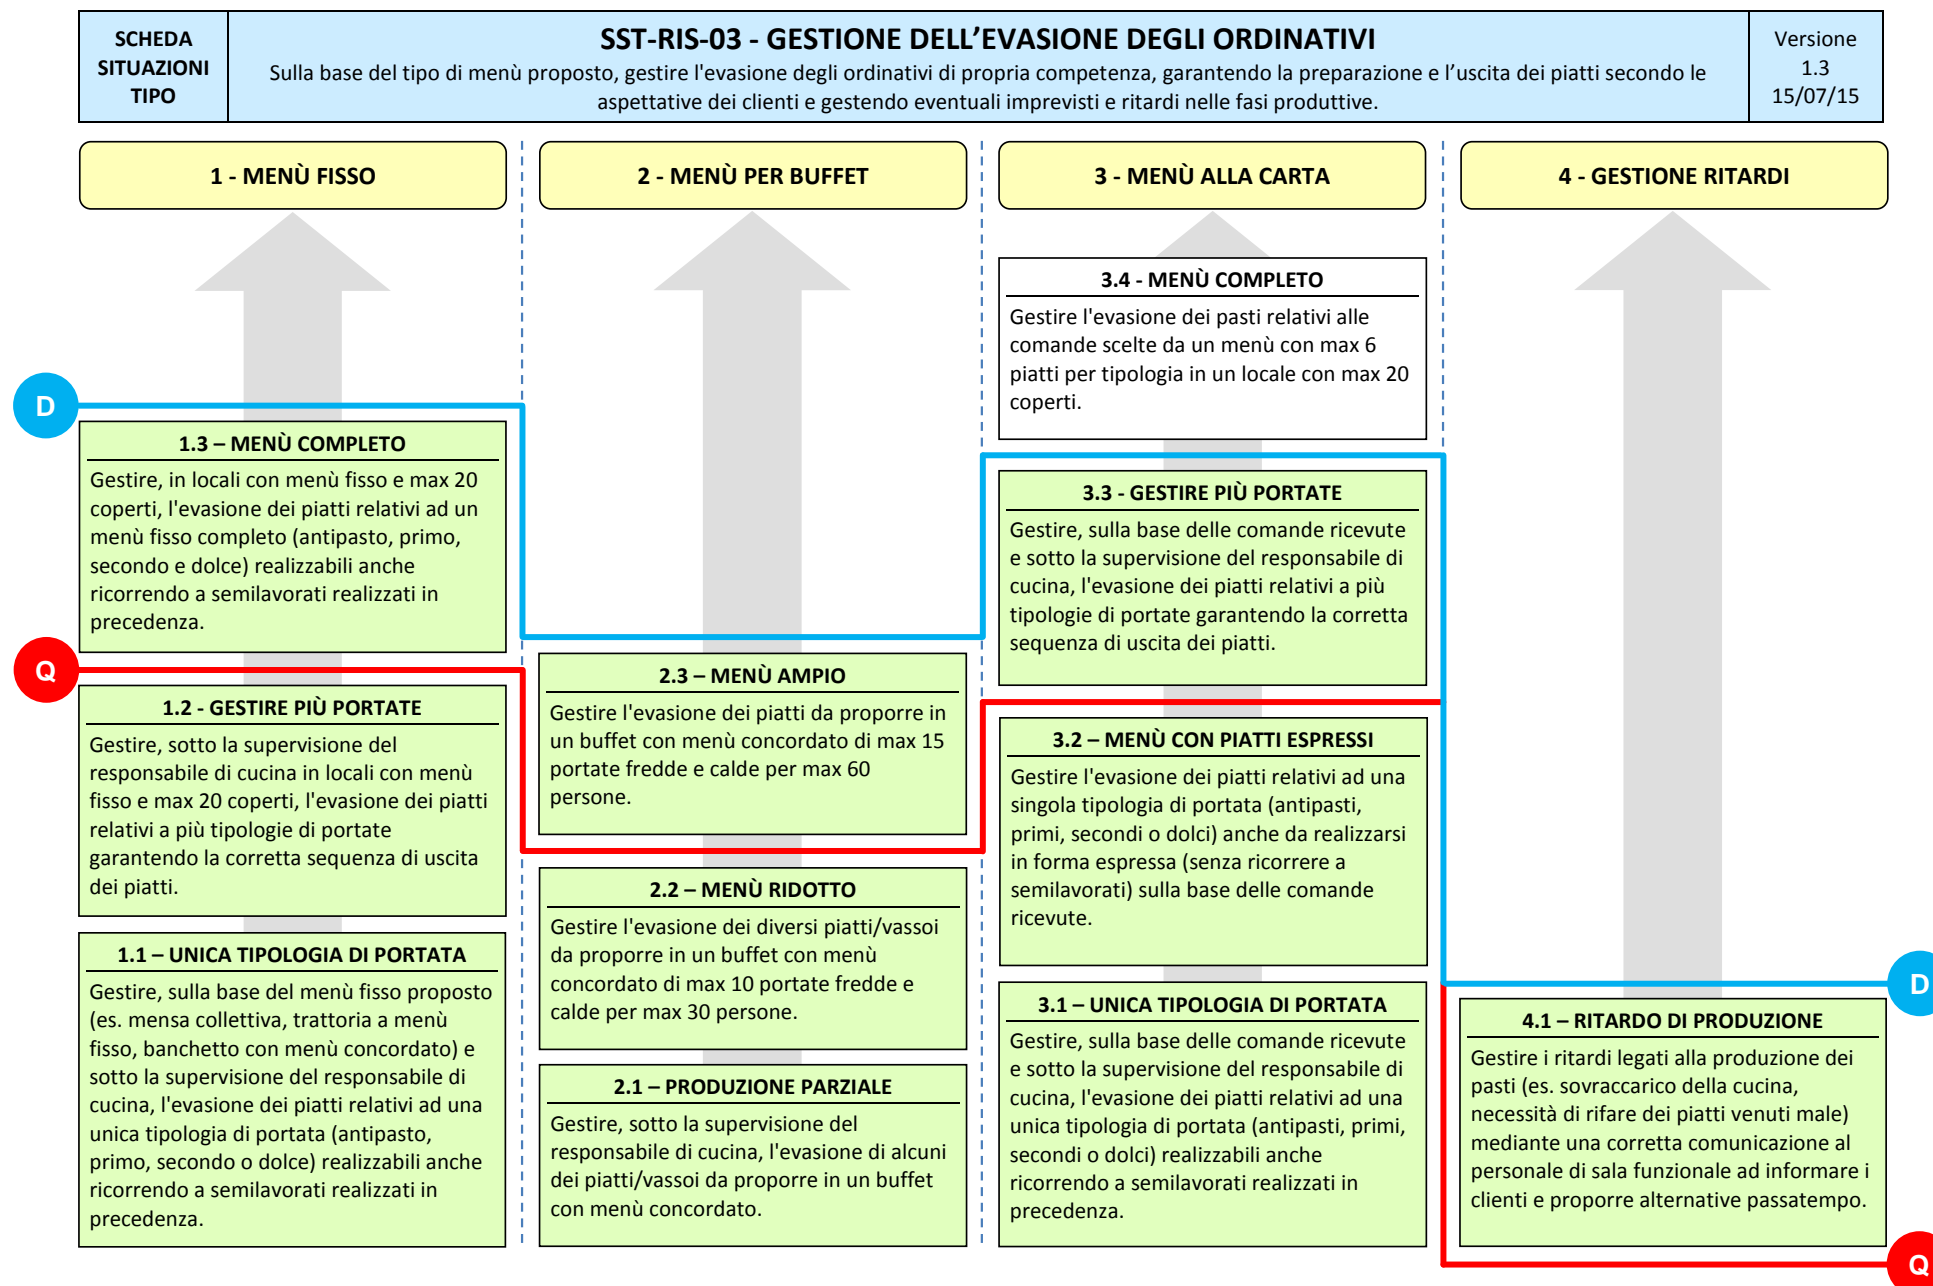 SCHEDA
SITUAZIONI
TIPO
SST-RIS-03 - GESTIONE DELL’EVASIONE DEGLI ORDINATIVI
Sulla base del tipo di menù proposto, gestire l'evasione degli ordinativi di propria competenza, garantendo la preparazione e l’uscita dei piatti secondo le
aspettative dei clienti e gestendo eventuali imprevisti e ritardi nelle fasi produttive.
Versione
1.3
15/07/15
1 - MENÙ FISSO
D
1.3 – MENÙ COMPLETO
Gestire, in locali con menù fisso e max 20
coperti, l'evasione dei piatti relativi ad un
menù fisso completo (antipasto, primo,
secondo e dolce) realizzabili anche
ricorrendo a semilavorati realizzati in
precedenza.
Q
1.2 - GESTIRE PIÙ PORTATE
Gestire, sotto la supervisione del
responsabile di cucina in locali con menù
fisso e max 20 coperti, l'evasione dei piatti
relativi a più tipologie di portate
garantendo la corretta sequenza di uscita
dei piatti.
1.1 – UNICA TIPOLOGIA DI PORTATA
Gestire, sulla base del menù fisso proposto
(es. mensa collettiva, trattoria a menù
fisso, banchetto con menù concordato) e
sotto la supervisione del responsabile di
cucina, l'evasione dei piatti relativi ad una
unica tipologia di portata (antipasto,
primo, secondo o dolce) realizzabili anche
ricorrendo a semilavorati realizzati in
precedenza.
2 - MENÙ PER BUFFET
2.3 – MENÙ AMPIO
Gestire l'evasione dei piatti da proporre in
un buffet con menù concordato di max 15
portate fredde e calde per max 60
persone.
2.2 – MENÙ RIDOTTO
Gestire l'evasione dei diversi piatti/vassoi
da proporre in un buffet con menù
concordato di max 10 portate fredde e
calde per max 30 persone.
2.1 – PRODUZIONE PARZIALE
Gestire, sotto la supervisione del
responsabile di cucina, l'evasione di alcuni
dei piatti/vassoi da proporre in un buffet
con menù concordato.
3 - MENÙ ALLA CARTA
3.4 - MENÙ COMPLETO
Gestire l'evasione dei pasti relativi alle
comande scelte da un menù con max 6
piatti per tipologia in un locale con max 20
coperti.
3.3 - GESTIRE PIÙ PORTATE
Gestire, sulla base delle comande ricevute
e sotto la supervisione del responsabile di
cucina, l'evasione dei piatti relativi a più
tipologie di portate garantendo la corretta
sequenza di uscita dei piatti.
3.2 – MENÙ CON PIATTI ESPRESSI
Gestire l'evasione dei piatti relativi ad una
singola tipologia di portata (antipasti,
primi, secondi o dolci) anche da realizzarsi
in forma espressa (senza ricorrere a
semilavorati) sulla base delle comande
ricevute.
3.1 – UNICA TIPOLOGIA DI PORTATA
Gestire, sulla base delle comande ricevute
e sotto la supervisione del responsabile di
cucina, l'evasione dei piatti relativi ad una
unica tipologia di portata (antipasti, primi,
secondi o dolci) realizzabili anche
ricorrendo a semilavorati realizzati in
precedenza.
4 - GESTIONE RITARDI
D
4.1 – RITARDO DI PRODUZIONE
Gestire i ritardi legati alla produzione dei
pasti (es. sovraccarico della cucina,
necessità di rifare dei piatti venuti male)
mediante una corretta comunicazione al
personale di sala funzionale ad informare i
clienti e proporre alternative passatempo.
Q